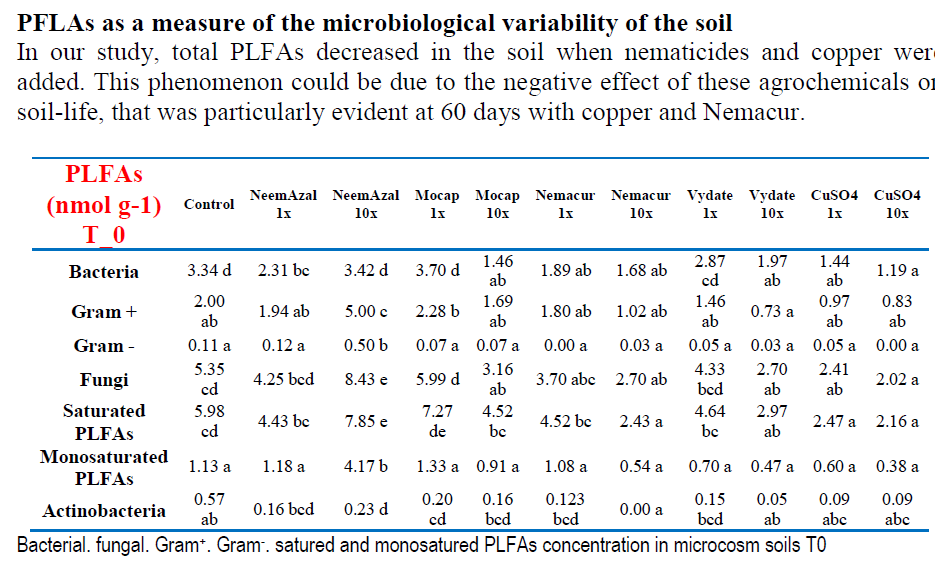 PFLAs as a measure of the microbiological variability of the soil
In our study, total PLFAs decreased in the soil when nematicides and copper were
added. This phenomenon could be due to the negative effect of these agrochemicals on
soil-life, that was particularly evident at 60 days with copper and Nemacur.
PLFAs (nmol g-1) T_0 Control NeemAzal 1x NeemAzal 10x Mocap 1x Mocap 10x Nemacur 1x Nemacur 10x Vydate 1x Vydate 10x CuSO4 1x CuSO4 10x
Bacteria 3.34 d 2.31 bc 3.42 d 3.70 d 1.46 ab 1.89 ab 1.68 ab 2.87 cd 1.97 ab 1.44 ab 1.19 a
Gram + 2.00 ab 1.94 ab 5.00 c 2.28 b 1.69 ab 1.80 ab 1.02 ab 1.46 ab 0.73 a 0.97 ab 0.83 ab
Gram - 0.11 a 0.12 a 0.50 b 0.07 a 0.07 a 0.00 a 0.03 a 0.05 a 0.03 a 0.05 a 0.00 a
Fungi 5.35 cd 4.25 bcd 8.43 e 5.99 d 3.16 ab 3.70 abc 2.70 ab 4.33 bcd 2.70 ab 2.41 ab 2.02 a
Saturated PLFAs 5.98 cd 4.43 bc 7.85 e 7.27 de 4.52 bc 4.52 bc 2.43 a 4.64 bc 2.97 ab 2.47 a 2.16 a
Monosaturated PLFAs 1.13 a 1.18 a 4.17 b 1.33 a 0.91 a 1.08 a 0.54 a 0.70 a 0.47 a 0.60 a 0.38 a
Actinobacteria 0.57 ab 0.16 bcd 0.23 d 0.20 cd 0.16 bcd 0.123 bcd 0.00 a 0.15 bcd 0.05 ab 0.09 abc 0.09 abc
Bacterial. fungal. Gram⁺. Gram⁻. satured and monosatured PLFAs concentration in microcosm soils T0